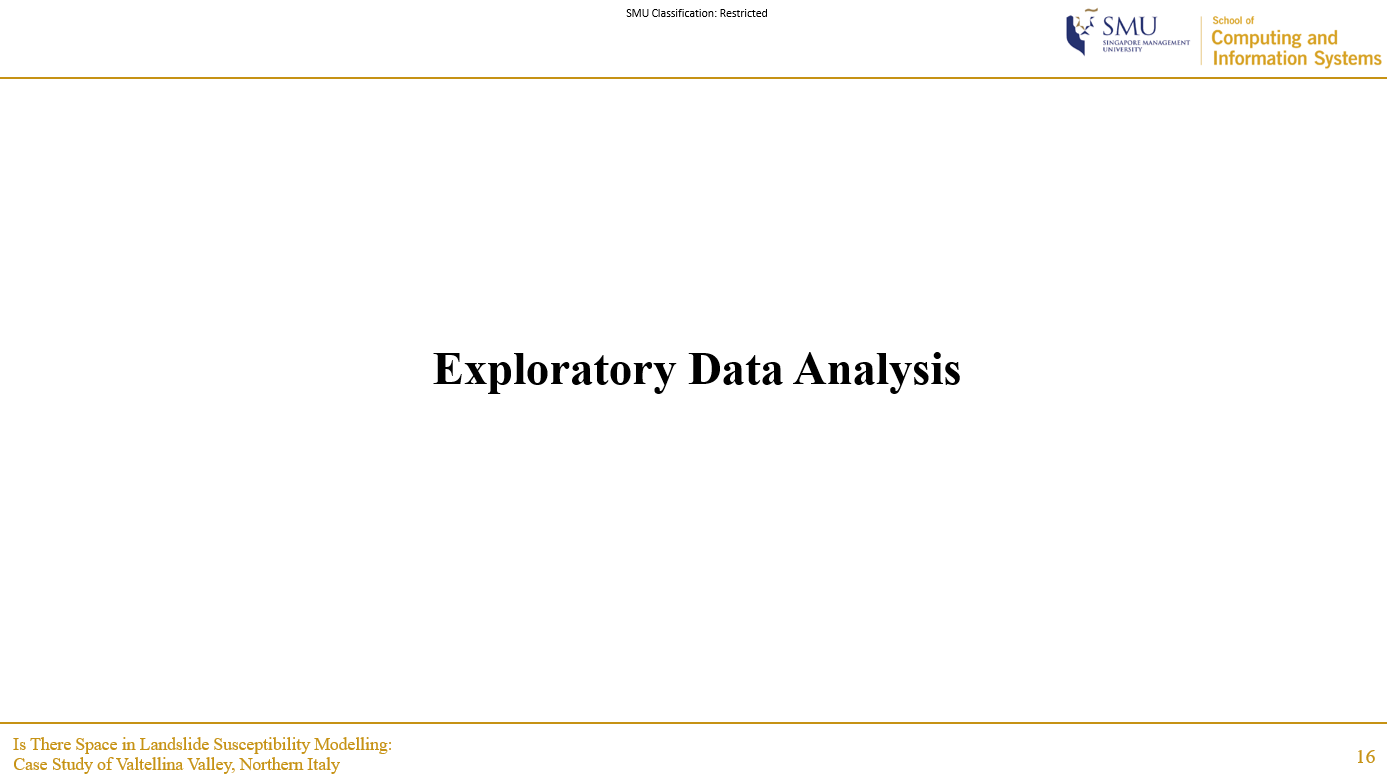 SMU Classification: Restricted
SMU
SINGAPORE MANAGEMENT
UNIVERSITY
School of
Computing and
Information Systems
Exploratory Data Analysis
Is There Space in Landslide Susceptibility Modelling:
Case Study of Valtellina Valley, Northern Italy
16